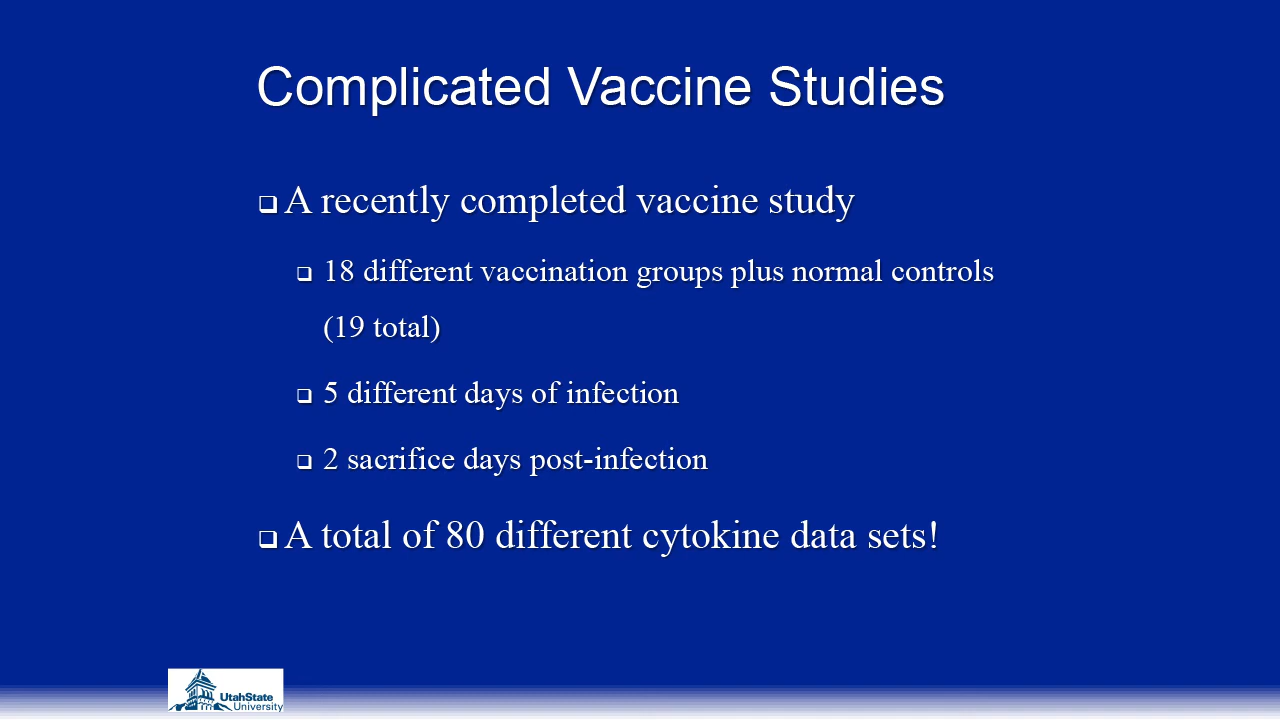 Complicated Vaccine Studies
❑ A recently completed vaccine study
❑ 18 different vaccination groups plus normal controls
(19 total)
❑ 5 different days of infection
❑ 2 sacrifice days post-infection
❑ A total of 80 different cytokine data sets!
UtahState
University